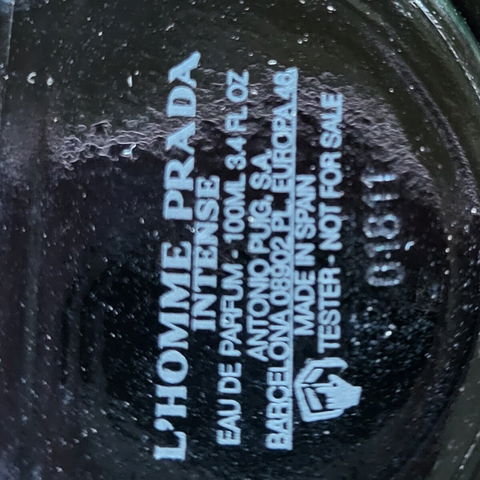 L'HOMME PRADA
INTENSE
EAU DE PARFUM - 100ML 3.4 FL OZ
ANTONIO PUIG, S.A.
BARCELONA 08902 PL. EUROPA 46.
MADE IN SPAIN
TESTER - NOT FOR SALE
01811